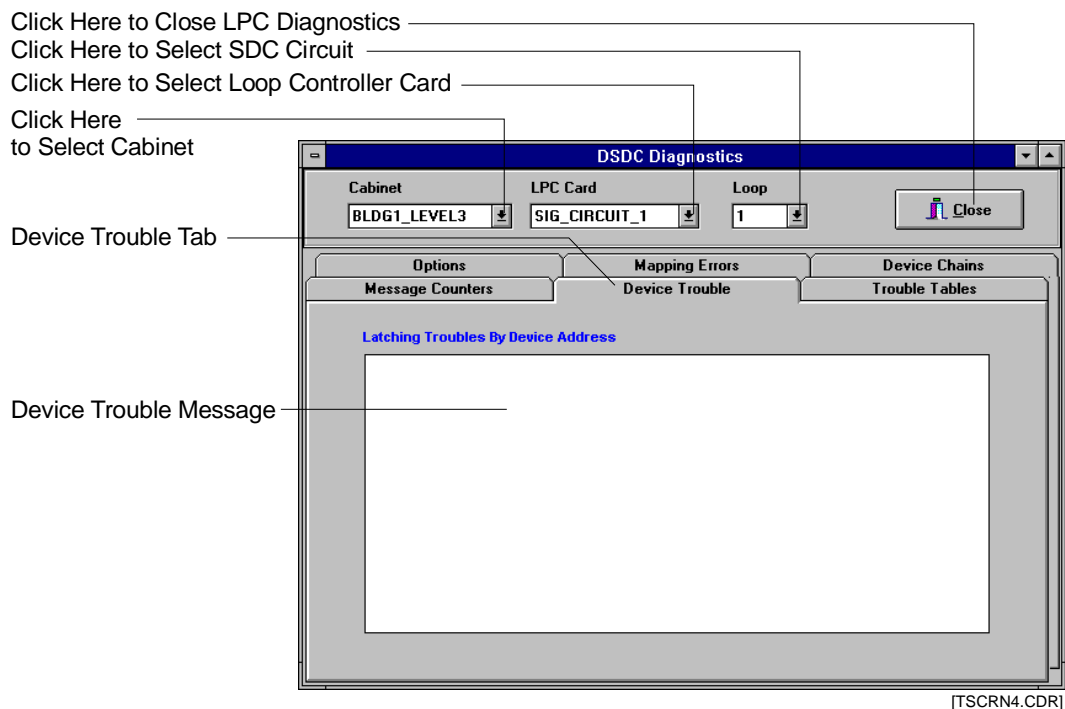 Click Here to Close LPC Diagnostics
Click Here to Select SDC Circuit
Click Here to Select Loop Controller Card
Click Here
to Select Cabinet
DSDC Diagnostics
Cabinet
LPC Card
Loop
BLDG1_LEVEL3
SIG_CIRCUIT_1
1
Close
Device Trouble Tab
Options
Mapping Errors
Device Chains
Message Counters
Device Trouble
Trouble Tables
Latching Troubles By Device Address
Device Trouble Message
[TSCRN4.CDR]